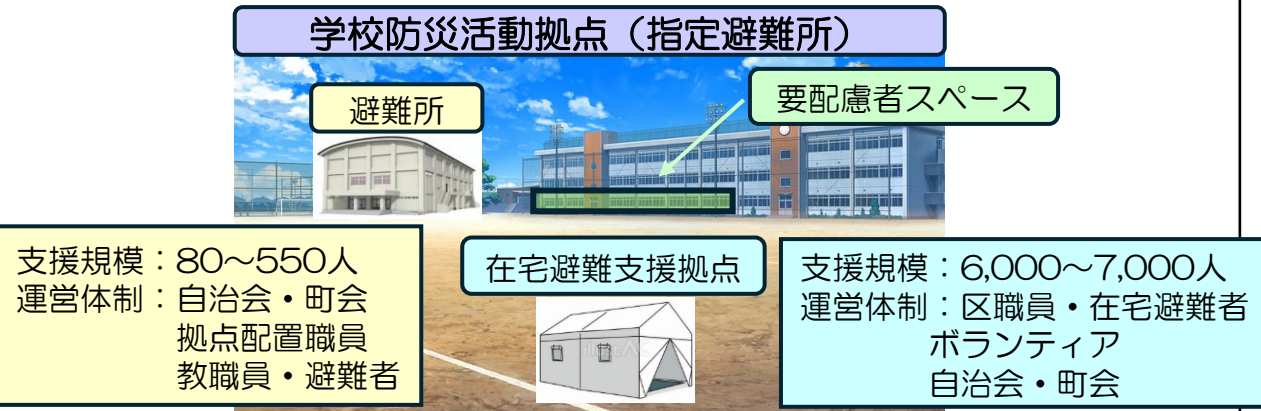 学校防災活動拠点（指定避難所）
避難所
要配慮者スペース
支援規模：80～550人
運営体制：自治会・町会
拠点配置職員
教職員・避難者
在宅避難支援拠点
支援規模：6,000～7,000人
運営体制：区職員・在宅避難者
ボランティア
自治会・町会